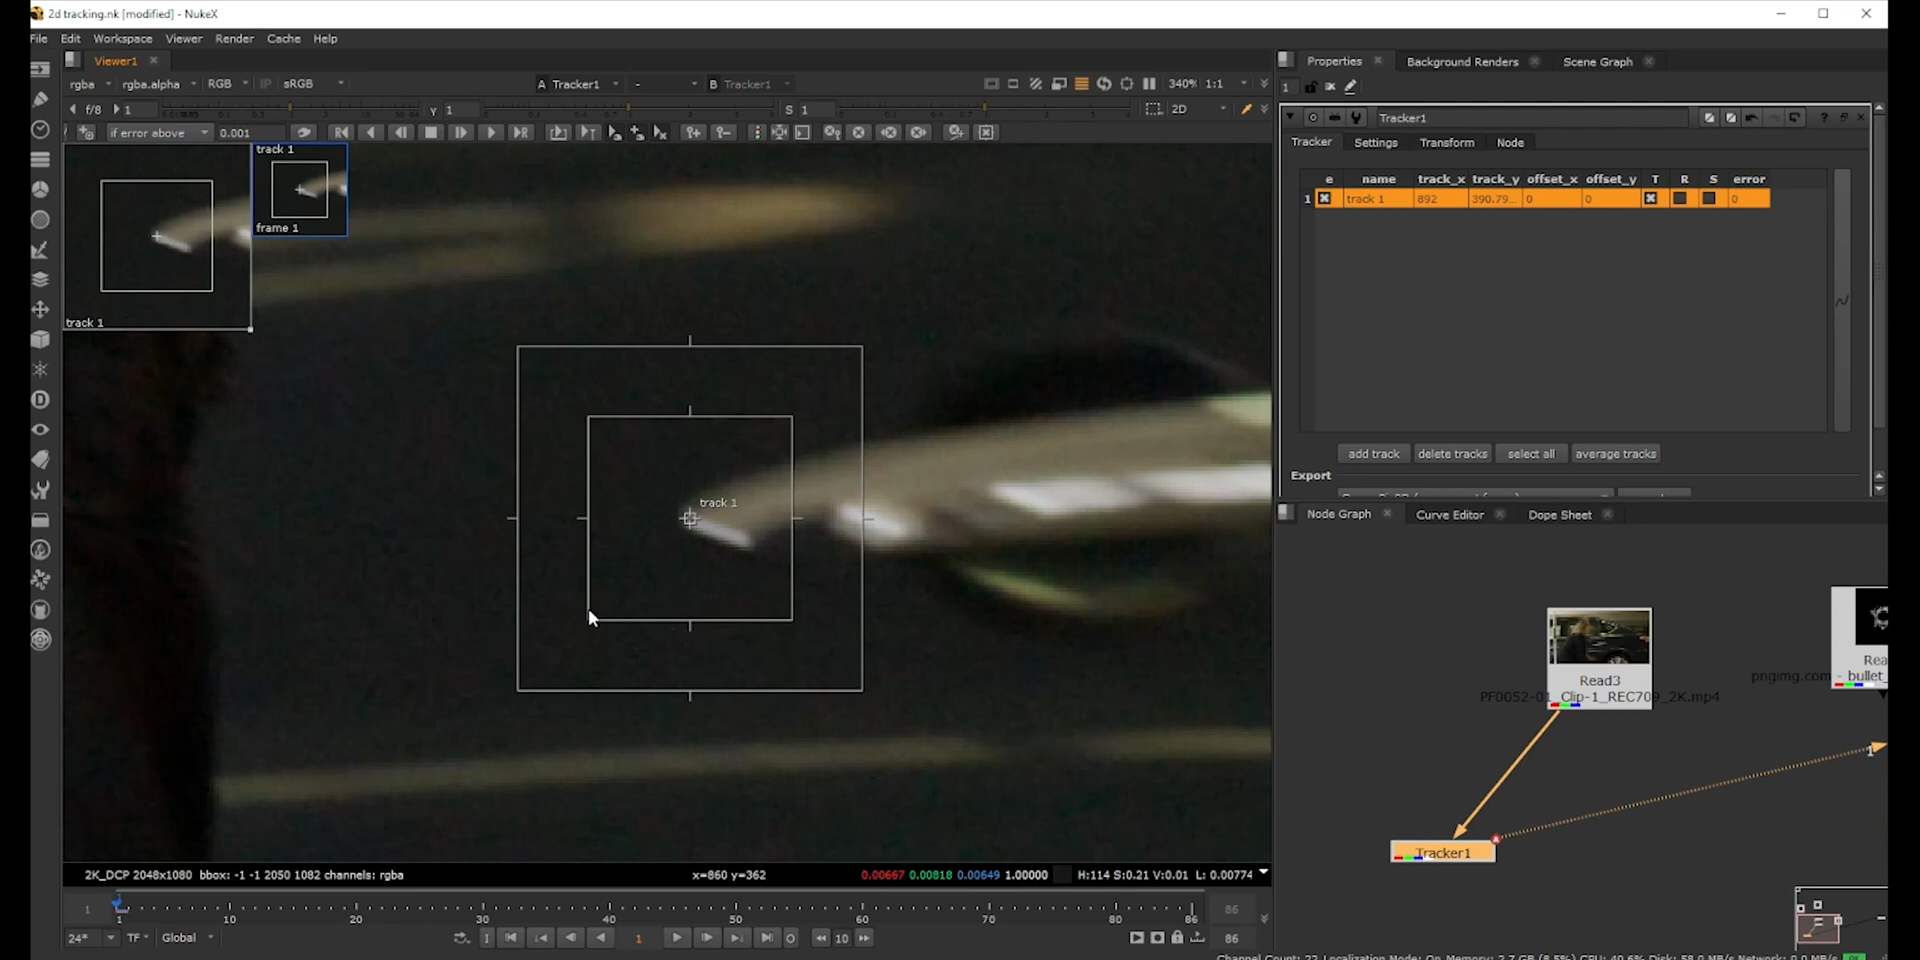 2d tracking.nk [modified] - NukeX
File Edit Workspace Viewer Render Cache Help
Viewer1
rgba rgba.alpha RGB IP sRGB A Tracker1 - B Tracker1 340% 1:1
f/8 1 Y 1 S 1 2D
if error above 0.001
track 1
frame 1
track 1
track 1
2K_DCP 2048x1080 bbox: -1 -1 2050 1082 channels: rgba x=860 y=362 0.00667 0.00818 0.00649 1.00000 H:114 S:0.21 V:0.01 L: 0.00774
1 1 10 20 30 40 50 60 70 80 86 86
24* TF Global 1 10 86
Properties Background Renders Scene Graph
1
Tracker1
Tracker Settings Transform Node
e name track_x track_y offset_x offset_y T R S error
1 track 1 892 390.79... 0 0 0
add track delete tracks select all average tracks
Export
Node Graph Curve Editor Dope Sheet
Read3
PF0052-01_Clip-1_REC709_2K.mp4
Rea
pngimg.com - bullet_
1
Tracker1